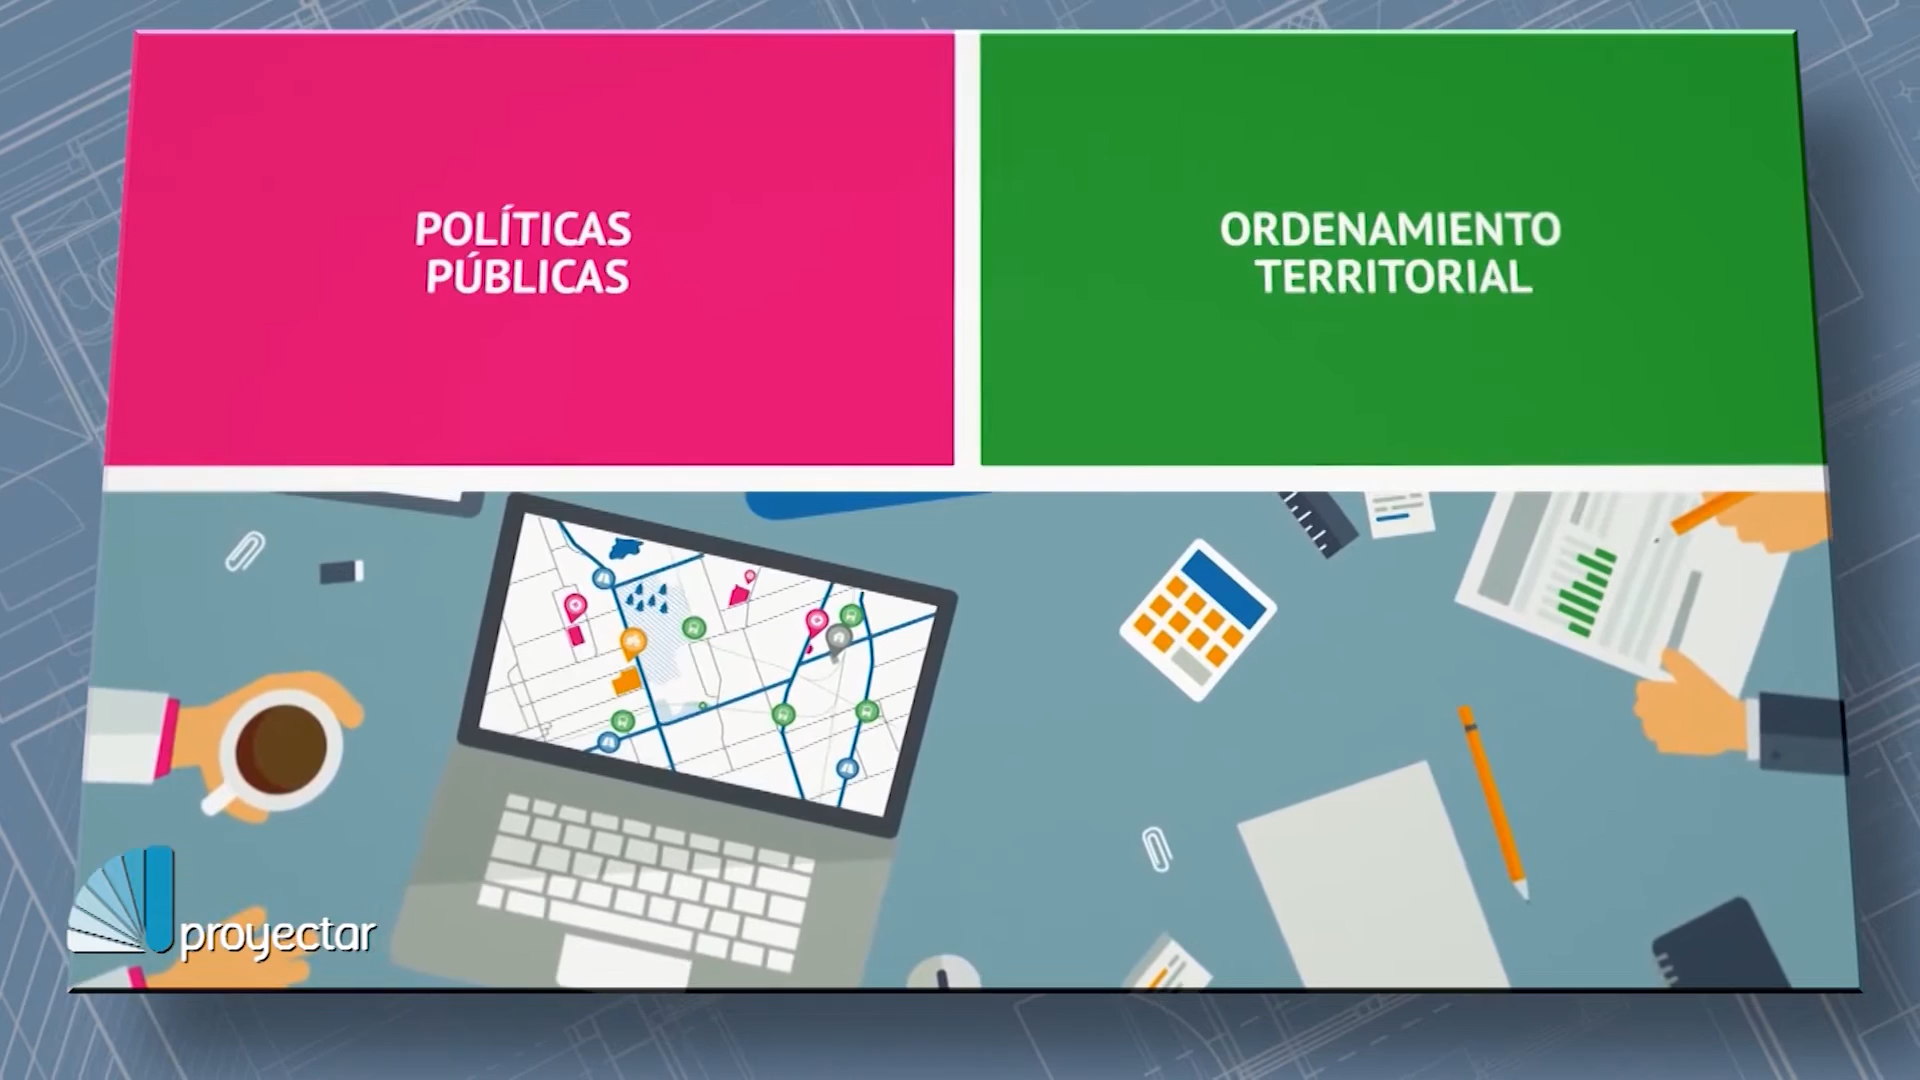 POLÍTICAS
PÚBLICAS
ORDENAMIENTO
TERRITORIAL
proyectar